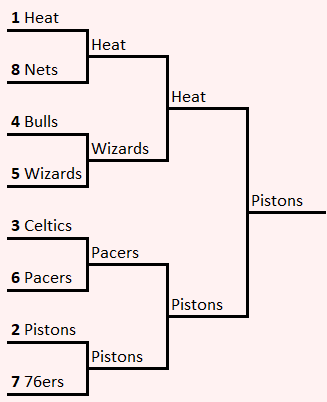 1 Heat
Heat
8 Nets
Heat
4 Bulls
Wizards
5 Wizards
Pistons
3 Celtics
Pacers
6 Pacers
Pistons
2 Pistons
Pistons
7 76ers